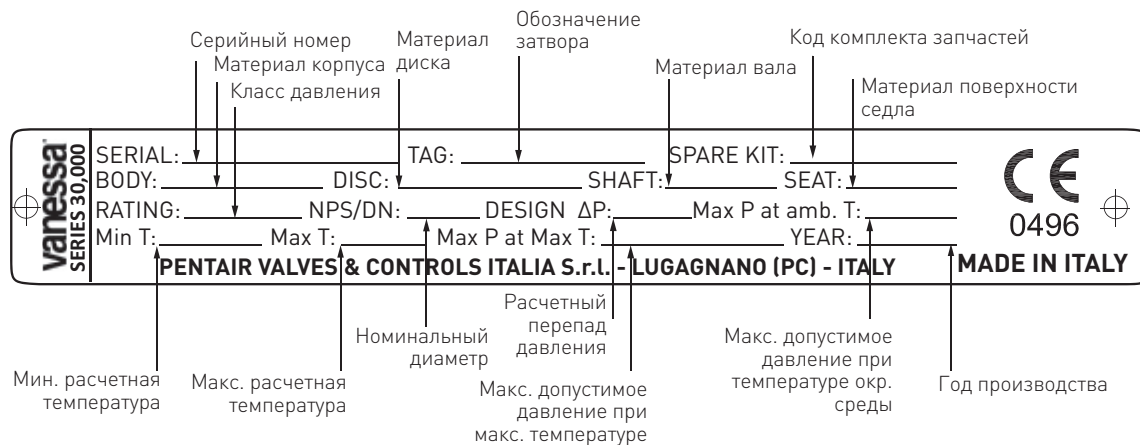 Серийный номер
Материал корпуса
Класс давления
Материал
диска
Обозначение
затвора
Материал вала
Код комплекта запчастей
Материал поверхности
седла
vanessa
SERIES 30,000
SERIAL: TAG: SPARE KIT:
BODY: DISC: SHAFT: SEAT:
RATING: NPS/DN: DESIGN ΔP: Max P at amb. T:
Min T: Max T: Max P at Max T: YEAR:
PENTAIR VALVES & CONTROLS ITALIA S.r.l. - LUGAGNANO (PC) - ITALY
CE
0496
MADE IN ITALY
Мин. расчетная
температура
Макс. расчетная
температура
Номинальный
диаметр
Расчетный
перепад
давления
Макс. допустимое
давление при
макс. температуре
Макс. допустимое
давление при
температуре окр.
среды
Год производства